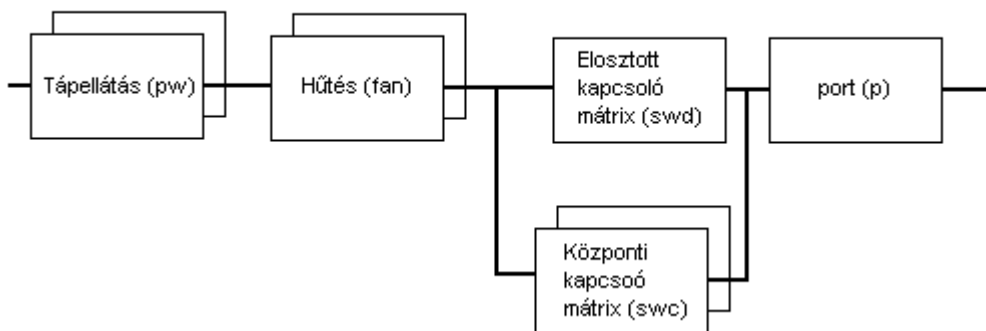 Tápellátás (pw)
Hűtés (fan)
Elosztott
kapcsoló
mátrix (swd)
port (p)
Központi
kapcsoó
mátrix (swc)